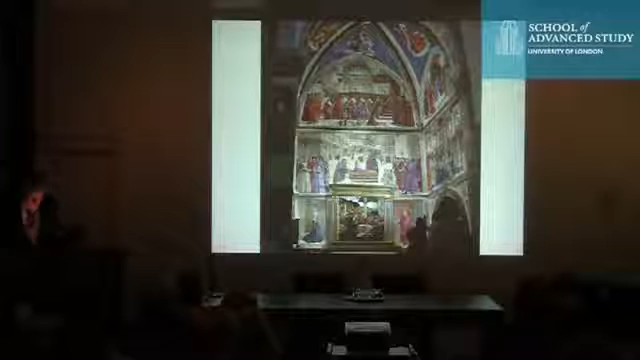 SCHOOL of
ADVANCED STUDY
UNIVERSITY OF LONDON